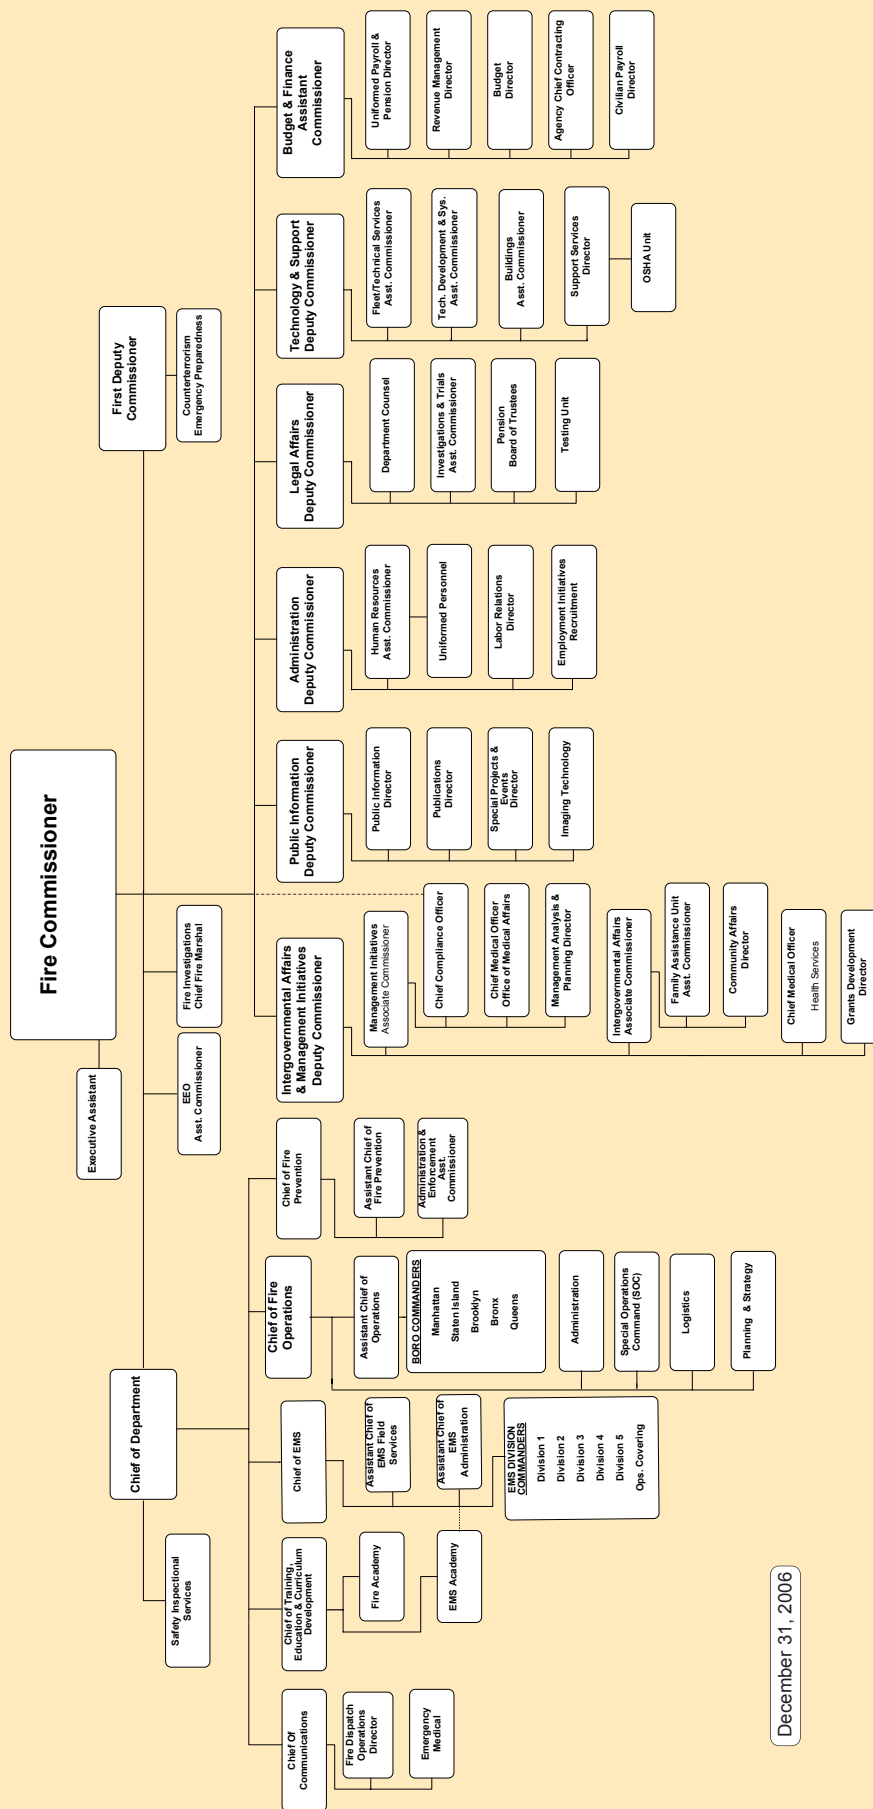 Fire Commissioner
Executive Assistant
First Deputy
Commissioner
Counterterrorism
Emergency Preparedness
Chief of Department
Safety Inspectional
Services
EEO
Asst. Commissioner
Fire Investigations
Chief Fire Marshal
Chief Of
Communications
Fire Dispatch
Operations
Director
Emergency
Medical
Chief of Training,
Education & Curriculum
Development
Fire Academy
EMS Academy
Chief of EMS
Assistant Chief of
EMS Field
Services
Assistant Chief of
EMS
Administration
EMS DIVISION
COMMANDERS
Division 1
Division 2
Division 3
Division 4
Division 5
Ops. Covering
Chief of Fire
Operations
Assistant Chief of
Operations
BORO COMMANDERS
Manhattan
Staten Island
Brooklyn
Bronx
Queens
Administration
Special Operations
Command (SOC)
Logistics
Planning & Strategy
Chief of Fire
Prevention
Assistant Chief of
Fire Prevention
Administration &
Enforcement
Asst.
Commissioner
Intergovernmental Affairs
& Management Initiatives
Deputy Commissioner
Management Initiatives
Associate Commissioner
Chief Compliance Officer
Chief Medical Officer
Office of Medical Affairs
Management Analysis &
Planning Director
Intergovernmental Affairs
Associate Commissioner
Family Assistance Unit
Asst. Commissioner
Community Affairs
Director
Chief Medical Officer
Health Services
Grants Development
Director
Public Information
Deputy Commissioner
Public Information
Director
Publications
Director
Special Projects &
Events
Director
Imaging Technology
Administration
Deputy Commissioner
Human Resources
Asst. Commissioner
Uniformed Personnel
Labor Relations
Director
Employment Initiatives
Recruitment
Legal Affairs
Deputy Commissioner
Department Counsel
Investigations & Trials
Asst. Commissioner
Pension
Board of Trustees
Testing Unit
Technology & Support
Deputy Commissioner
Fleet/Technical Services
Asst. Commissioner
Tech. Development & Sys.
Asst. Commissioner
Buildings
Asst. Commissioner
Support Services
Director
OSHA Unit
Budget & Finance
Assistant
Commissioner
Uniformed Payroll &
Pension Director
Revenue Management
Director
Budget
Director
Agency Chief Contracting
Officer
Civilian Payroll
Director
December 31, 2006